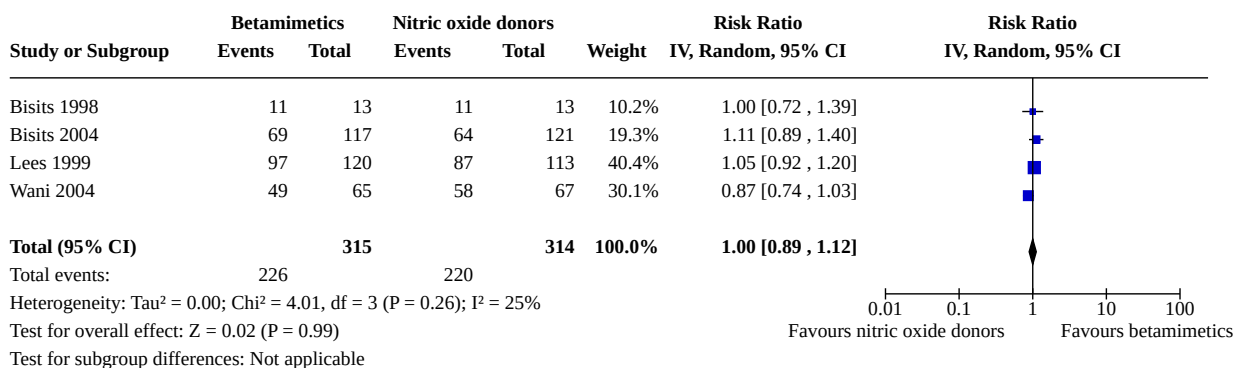 Betamimetics Nitric oxide donors Risk Ratio Risk Ratio
Study or Subgroup Events Total Events Total Weight IV, Random, 95% CI IV, Random, 95% CI
Bisits 1998 11 13 11 13 10.2% 1.00 [0.72 , 1.39]
Bisits 2004 69 117 64 121 19.3% 1.11 [0.89 , 1.40]
Lees 1999 97 120 87 113 40.4% 1.05 [0.92 , 1.20]
Wani 2004 49 65 58 67 30.1% 0.87 [0.74 , 1.03]
Total (95% CI) 315 314 100.0% 1.00 [0.89 , 1.12]
Total events: 226 220
Heterogeneity: Tau² = 0.00; Chi² = 4.01, df = 3 (P = 0.26); I² = 25%
0.01 0.1 1 10 100
Test for overall effect: Z = 0.02 (P = 0.99) Favours nitric oxide donors Favours betamimetics
Test for subgroup differences: Not applicable